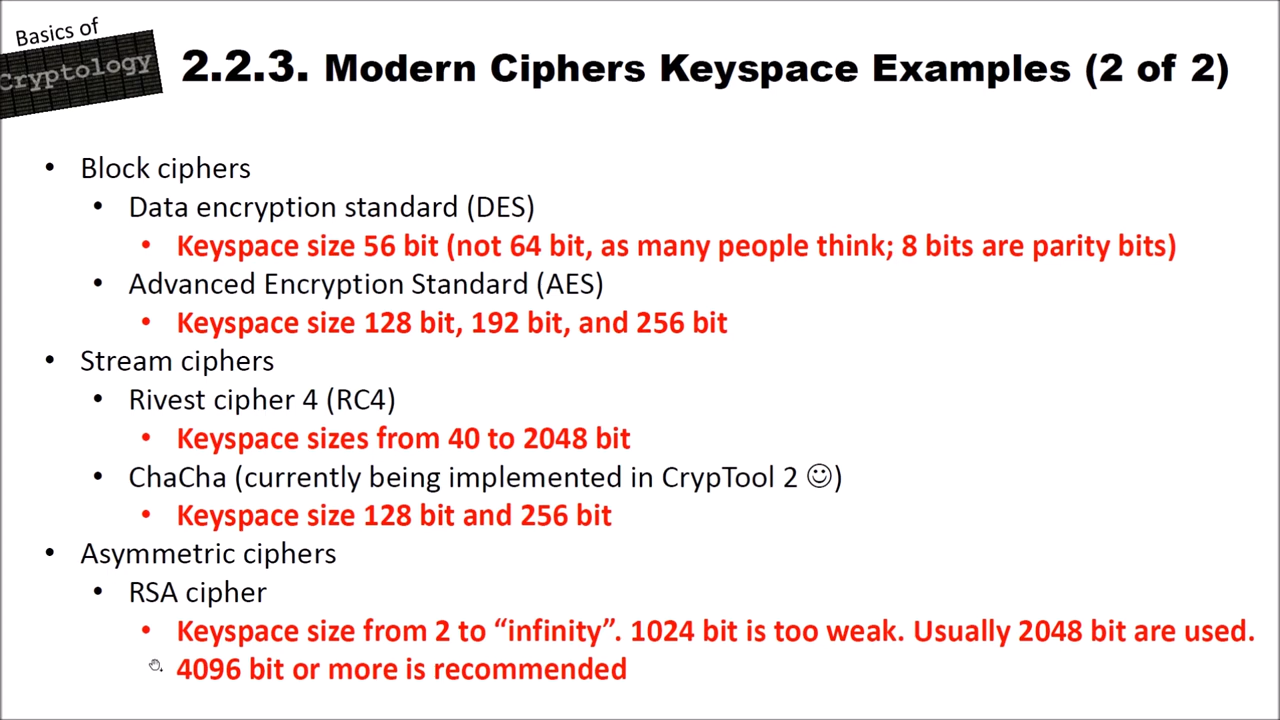 Basics of
Cryptology
2.2.3. Modern Ciphers Keyspace Examples (2 of 2)
• Block ciphers
• Data encryption standard (DES)
• Keyspace size 56 bit (not 64 bit, as many people think; 8 bits are parity bits)
• Advanced Encryption Standard (AES)
• Keyspace size 128 bit, 192 bit, and 256 bit
• Stream ciphers
• Rivest cipher 4 (RC4)
• Keyspace sizes from 40 to 2048 bit
• ChaCha (currently being implemented in CrypTool 2 ☺)
• Keyspace size 128 bit and 256 bit
• Asymmetric ciphers
• RSA cipher
• Keyspace size from 2 to “infinity”. 1024 bit is too weak. Usually 2048 bit are used.
4096 bit or more is recommended